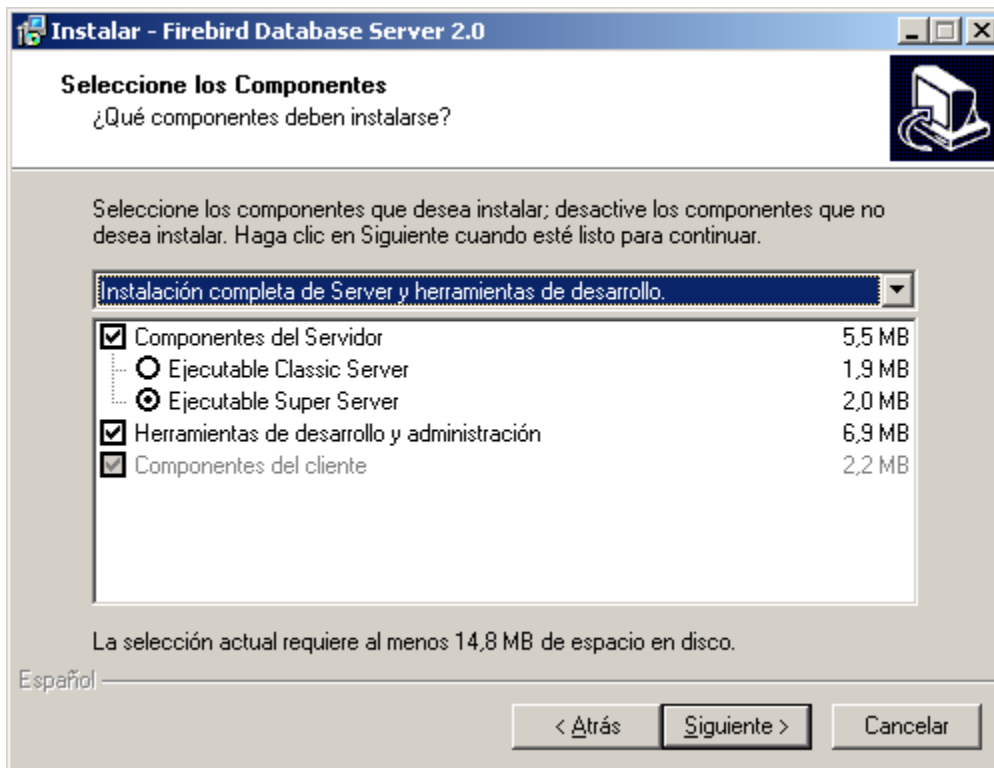 Instalar - Firebird Database Server 2.0
Seleccione los Componentes
¿Qué componentes deben instalarse?
Seleccione los componentes que desea instalar; desactive los componentes que no
desea instalar. Haga clic en Siguiente cuando esté listo para continuar.
Instalación completa de Server y herramientas de desarrollo.
Componentes del Servidor 5,5 MB
Ejecutable Classic Server 1,9 MB
Ejecutable Super Server 2,0 MB
Herramientas de desarrollo y administración 6,9 MB
Componentes del cliente 2,2 MB
La selección actual requiere al menos 14,8 MB de espacio en disco.
Español
< Atrás Siguiente > Cancelar